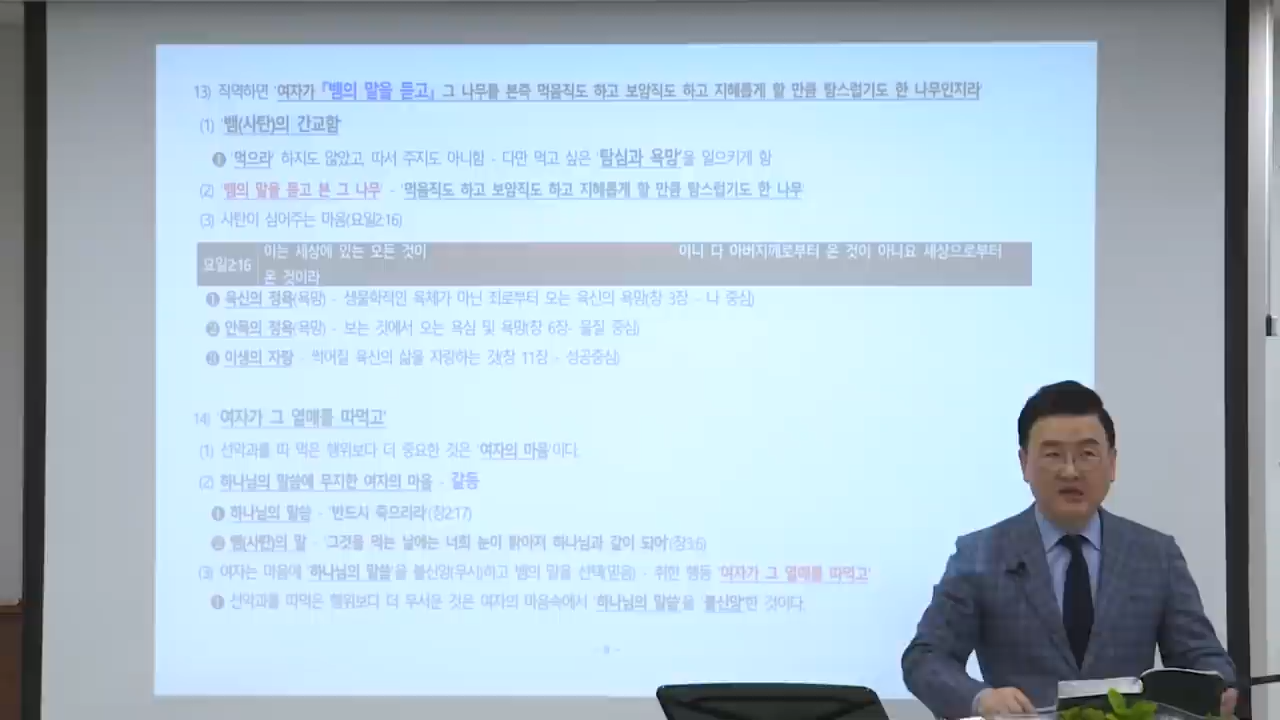 13) 직역하면 '여자가 「뱀의 말을 듣고」 그 나무를 본즉 먹음직도 하고 보암직도 하고 지혜롭게 할 만큼 탐스럽기도 한 나무인지라'
(1) '뱀(사탄)의 간교함'
❶ '먹으라' 하지도 않았고, 따서 주지도 아니함 - 다만 먹고 싶은 '탐심과 욕망'을 일으키게 함
(2) '뱀의 말을 듣고 본 그 나무' - '먹음직도 하고 보암직도 하고 지혜롭게 할 만큼 탐스럽기도 한 나무'
(3) 사탄이 심어주는 마음(요일2:16)
요일2:16 이는 세상에 있는 모든 것이 아니 다 아버지께로부터 온 것이 아니요 세상으로부터
온 것이라
❶ 육신의 정욕(욕망) - 생물학적인 육체가 아닌 죄로부터 오는 육신의 욕망(창 3장 - 나 중심)
❷ 안목의 정욕(욕망) - 보는 것에서 오는 욕심 및 욕망(창 6장- 물질 중심)
❸ 이생의 자랑 - 썩어질 육신의 삶을 자랑하는 것(창 11장 - 성공중심)
14) '여자가 그 열매를 따먹고'
(1) 선악과를 따 먹은 행위보다 더 중요한 것은 '여자의 마음'이다.
(2) 하나님의 말씀에 무지한 여자의 마음 - 갈등
❶ 하나님의 말씀 - '반드시 죽으리라'(창2:17)
❷ 뱀(사탄)의 말 - '그것을 먹는 날에는 너희 눈이 밝아져 하나님과 같이 되어'(창3:6)
(3) 여자는 마음에 '하나님의 말씀'을 불신앙(무시)하고 뱀의 말을 선택(믿음) - 취한 행동 '여자가 그 열매를 따먹고'
❶ 선악과를 따먹은 행위보다 더 무서운 것은 여자의 마음속에서 '하나님의 말씀'을 '불신앙'한 것이다.